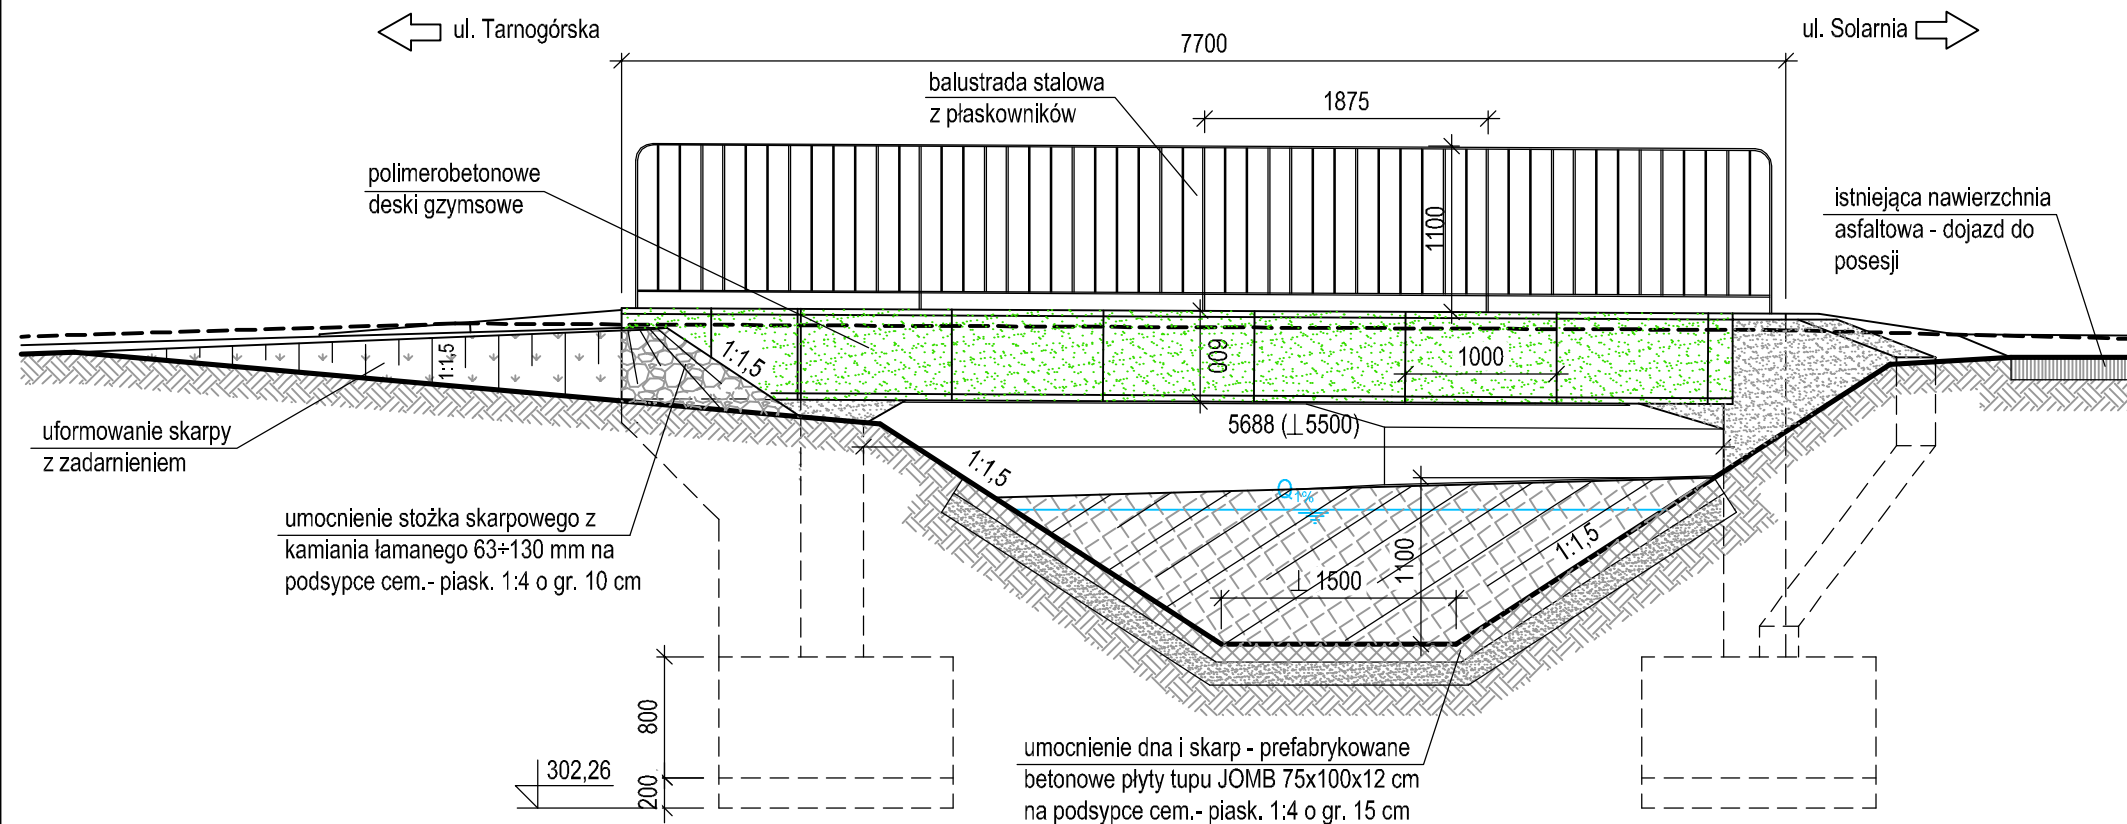 ul. Tarnogórska
ul. Solarnia
7700
balustrada stalowa
z płaskowników
1875
polimerobetonowe
deski gzymsowe
1100
istniejąca nawierzchnia
asfaltowa - dojazd do
posesji
1:1,5
1:1,5
600
1000
uformowanie skarpy
z zadarnieniem
5688 (⊥5500)
1:1,5
Q1%
umocnienie stożka skarpowego z
kamiania łamanego 63÷130 mm na
podsypce cem.- piask. 1:4 o gr. 10 cm
1:1,5
1100
⊥ 1500
800
302,26
200
umocnienie dna i skarp - prefabrykowane
betonowe płyty tupu JOMB 75x100x12 cm
na podsypce cem.- piask. 1:4 o gr. 15 cm